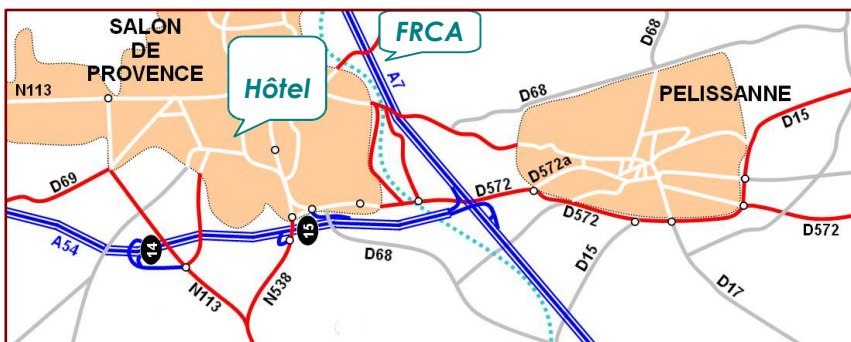 SALON
DE
PROVENCE
FRCA
D68
Hôtel
A7
N113
D68
PELISSANNE
D15
D572a
D69
D572
D572
D572
A54
14
15
D68
D15
N113
N538
D17